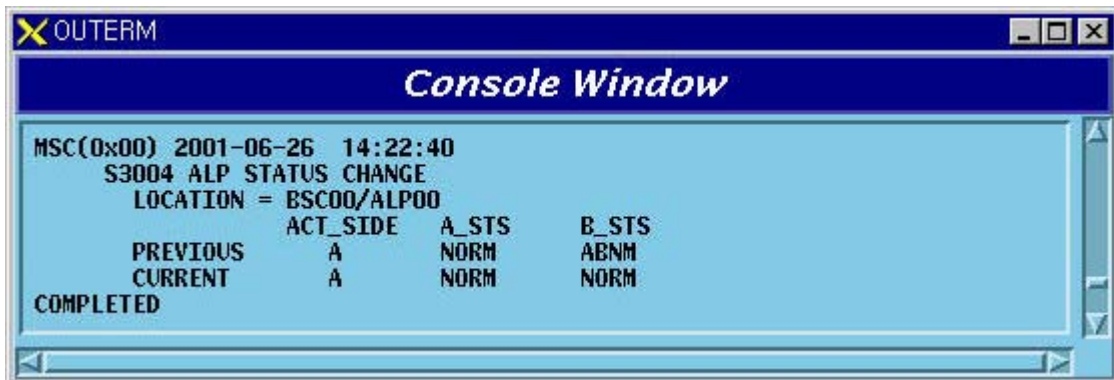 OUTERM
Console Window
MSC(0x00) 2001-06-26 14:22:40
S3004 ALP STATUS CHANGE
LOCATION = BSC00/ALP00
ACT_SIDE A_STS B_STS
PREVIOUS A NORM ABNM
CURRENT A NORM NORM
COMPLETED